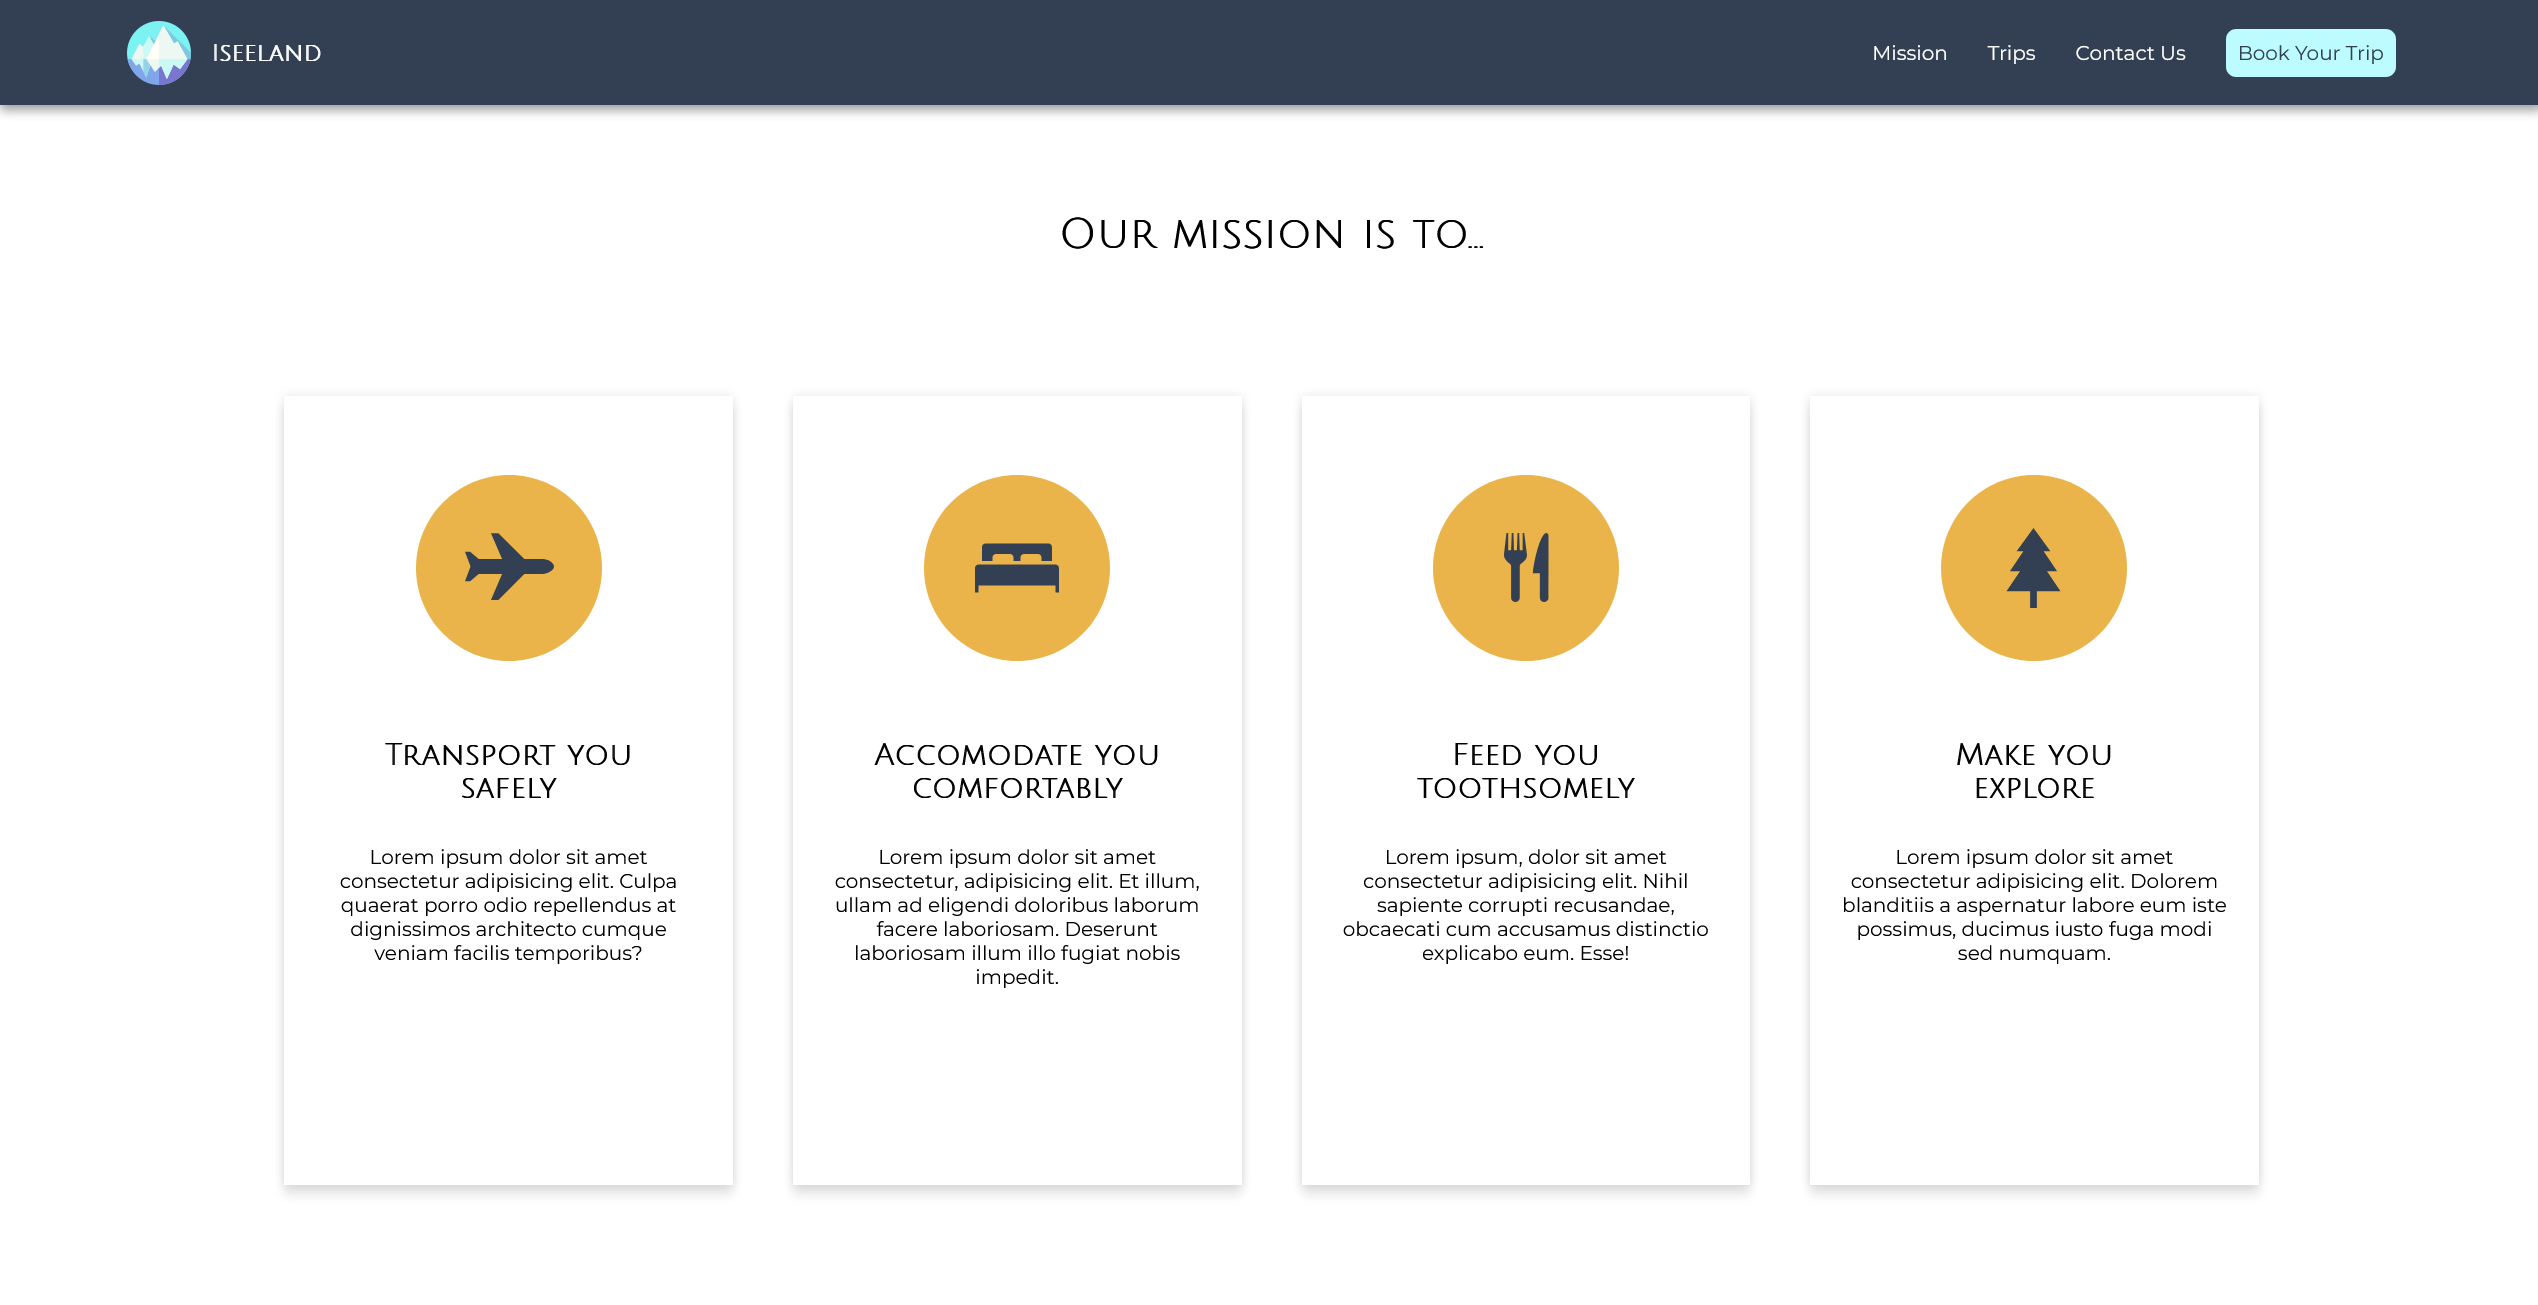 Iseeland
Mission
Trips
Contact Us
Book Your Trip
Our mission is to...
Transport you
safely
Lorem ipsum dolor sit amet
consectetur adipisicing elit. Culpa
quaerat porro odio repellendus at
dignissimos architecto cumque
veniam facilis temporibus?
Accomodate you
comfortably
Lorem ipsum dolor sit amet
consectetur, adipisicing elit. Et illum,
ullam ad eligendi doloribus laborum
facere laboriosam. Deserunt
laboriosam illum illo fugiat nobis
impedit.
Feed you
toothsomely
Lorem ipsum, dolor sit amet
consectetur adipisicing elit. Nihil
sapiente corrupti recusandae,
obcaecati cum accusamus distinctio
explicabo eum. Esse!
Make you
explore
Lorem ipsum dolor sit amet
consectetur adipisicing elit. Dolorem
blanditiis a aspernatur labore eum iste
possimus, ducimus iusto fuga modi
sed numquam.